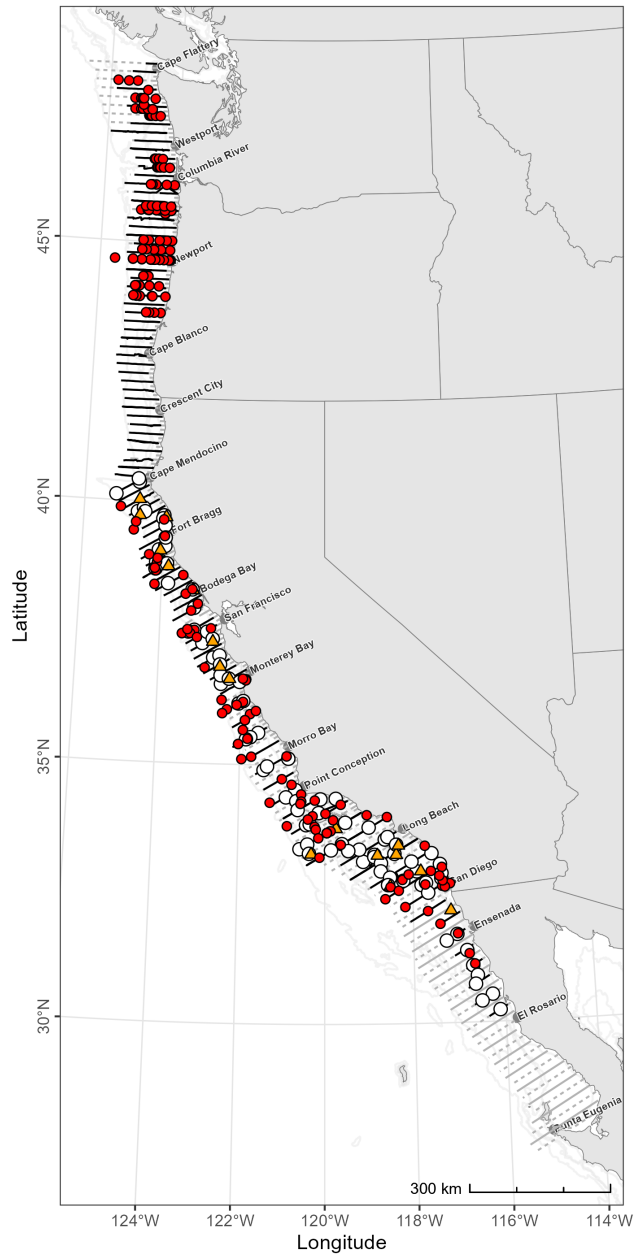 Cape Flattery
Westport
Columbia River
45°N
Newport
Cape Blanco
Crescent City
Cape Mendocino
40°N
Fort Bragg
Bodega Bay
San Francisco
Monterey Bay
Latitude
35°N
Morro Bay
Point Conception
Long Beach
San Diego
Ensenada
30°N
El Rosario
Punta Eugenia
300 km
124°W 122°W 120°W 118°W 116°W 114°W
Longitude